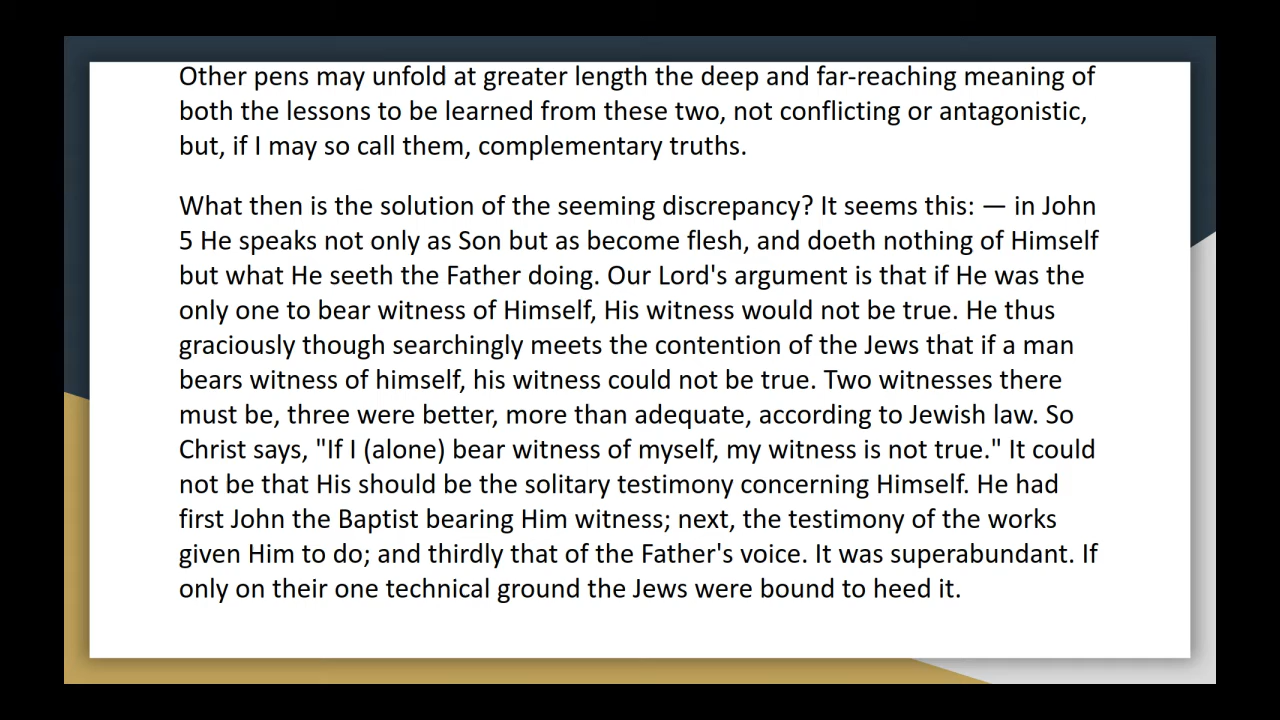 Other pens may unfold at greater length the deep and far-reaching meaning of
both the lessons to be learned from these two, not conflicting or antagonistic,
but, if I may so call them, complementary truths.
What then is the solution of the seeming discrepancy? It seems this: — in John
5 He speaks not only as Son but as become flesh, and doeth nothing of Himself
but what He seeth the Father doing. Our Lord's argument is that if He was the
only one to bear witness of Himself, His witness would not be true. He thus
graciously though searchingly meets the contention of the Jews that if a man
bears witness of himself, his witness could not be true. Two witnesses there
must be, three were better, more than adequate, according to Jewish law. So
Christ says, "If I (alone) bear witness of myself, my witness is not true." It could
not be that His should be the solitary testimony concerning Himself. He had
first John the Baptist bearing Him witness; next, the testimony of the works
given Him to do; and thirdly that of the Father's voice. It was superabundant. If
only on their one technical ground the Jews were bound to heed it.